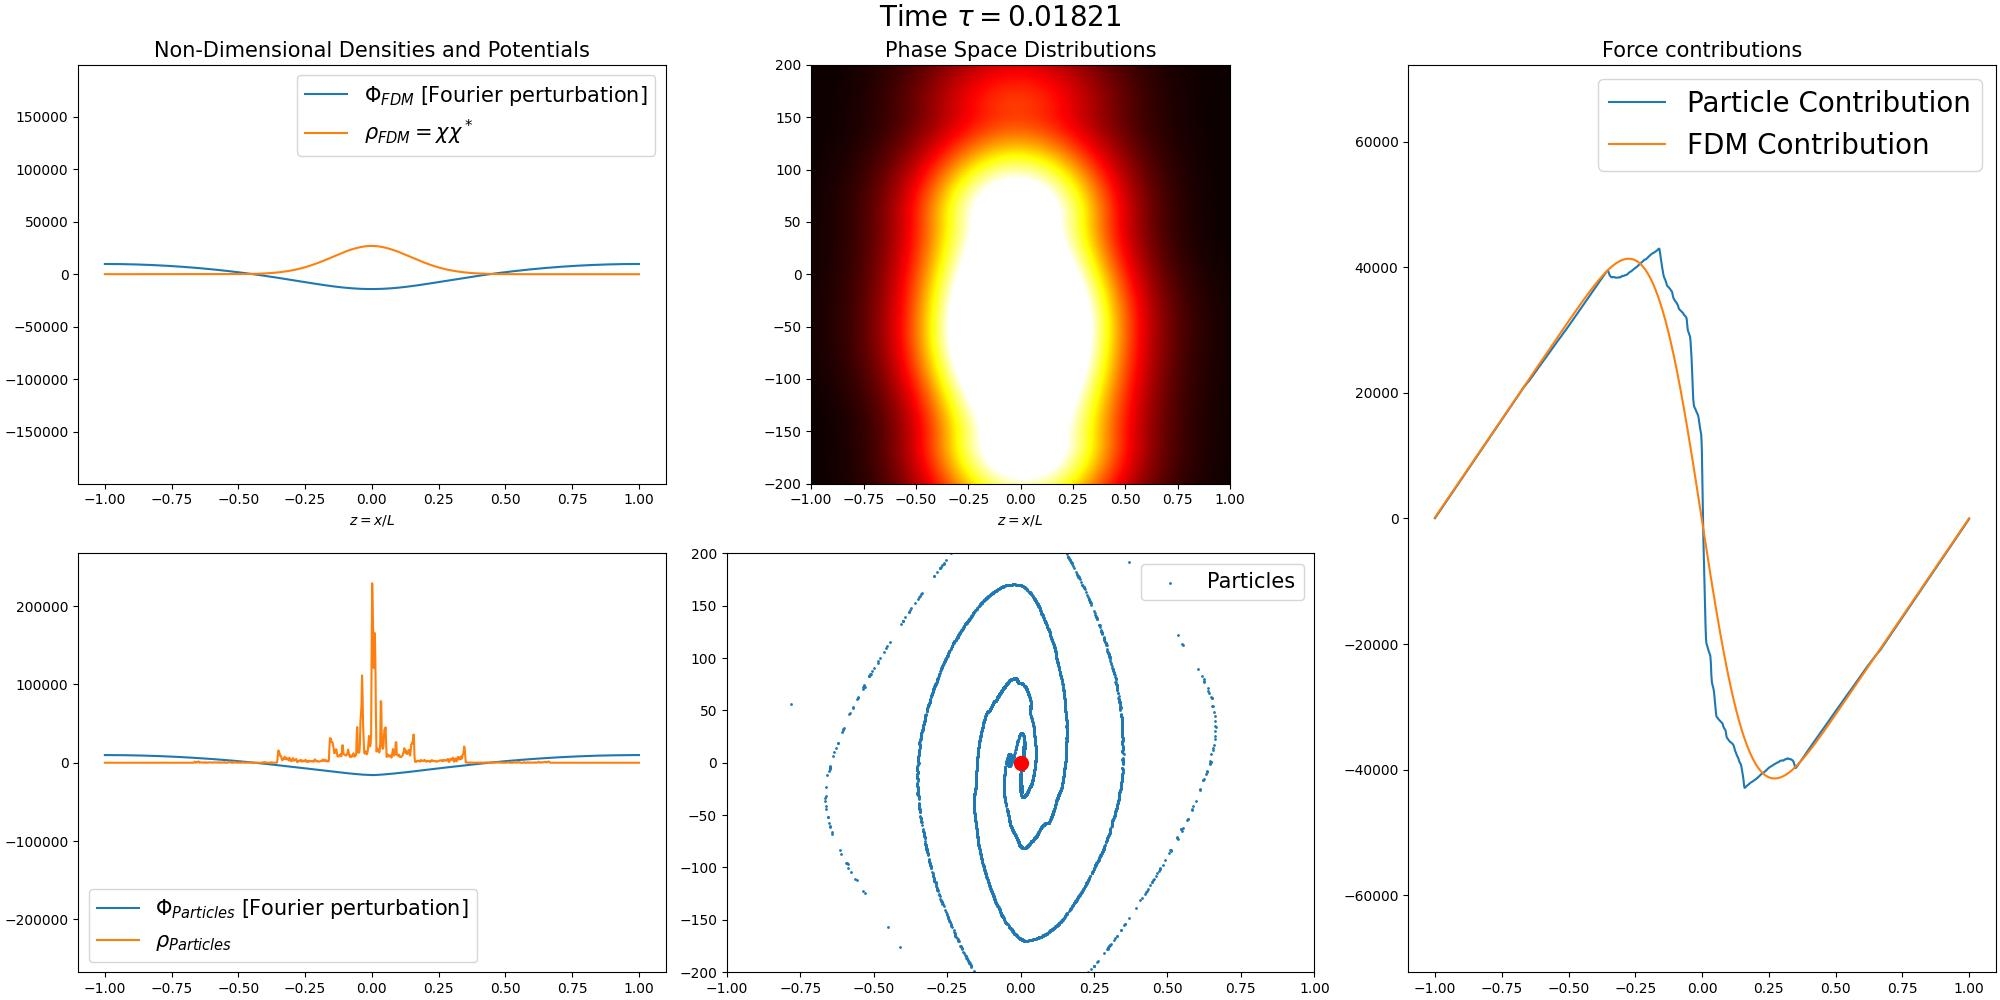 Time τ = 0.01821
Non-Dimensional Densities and Potentials
Φ_FDM [Fourier perturbation]
ρ_FDM = χχ*
150000
100000
50000
0
−50000
−100000
−150000
−1.00 −0.75 −0.50 −0.25 0.00 0.25 0.50 0.75 1.00
z = x/L
Phase Space Distributions
200
150
100
50
0
−50
−100
−150
−200
−1.00 −0.75 −0.50 −0.25 0.00 0.25 0.50 0.75 1.00
z = x/L
Force contributions
Particle Contribution
FDM Contribution
60000
40000
20000
0
−20000
−40000
−60000
−1.00 −0.75 −0.50 −0.25 0.00 0.25 0.50 0.75 1.00
200000
100000
0
−100000
−200000
Φ_Particles [Fourier perturbation]
ρ_Particles
−1.00 −0.75 −0.50 −0.25 0.00 0.25 0.50 0.75 1.00
Particles
200
150
100
50
0
−50
−100
−150
−200
−1.00 −0.75 −0.50 −0.25 0.00 0.25 0.50 0.75 1.00